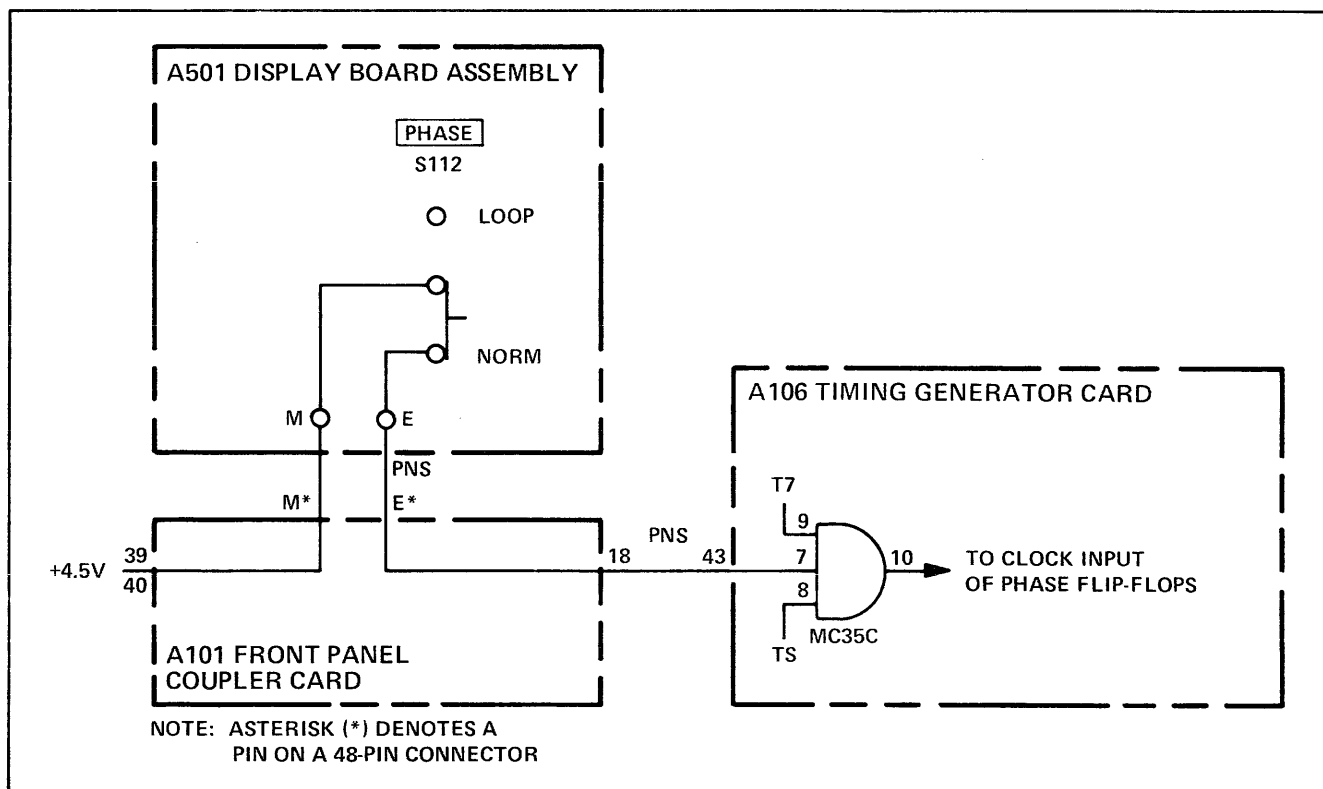 A501 DISPLAY BOARD ASSEMBLY
PHASE
S112
LOOP
NORM
M
E
PNS
M*
E*
+4.5V
39
40
18
PNS
43
A101 FRONT PANEL
COUPLER CARD
A106 TIMING GENERATOR CARD
T7
9
7
8
TS
MC35C
10
TO CLOCK INPUT
OF PHASE FLIP-FLOPS
NOTE: ASTERISK (*) DENOTES A
PIN ON A 48-PIN CONNECTOR